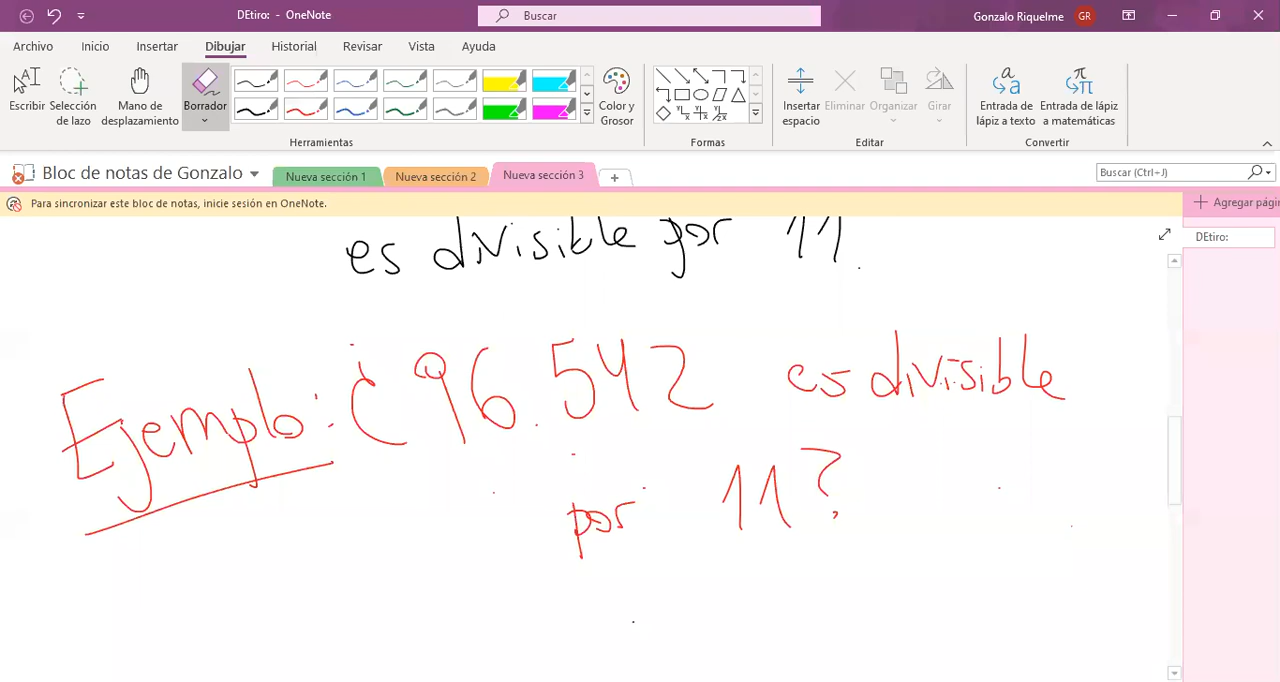 DEtiro: - OneNote
Buscar
Gonzalo Riquelme GR
Archivo Inicio Insertar Dibujar Historial Revisar Vista Ayuda
Escribir Selección de lazo Mano de desplazamiento Borrador Color y Grosor Insertar espacio Eliminar Organizar Girar Entrada de lápiz a texto Entrada de lápiz a matemáticas
Herramientas Formas Editar Convertir
Bloc de notas de Gonzalo Nueva sección 1 Nueva sección 2 Nueva sección 3 Buscar (Ctrl+J)
Para sincronizar este bloc de notas, inicie sesión en OneNote. Agregar págin
DEtiro:
es divisible por 11.
Ejemplo: ¿96.542 es divisible
por 11?